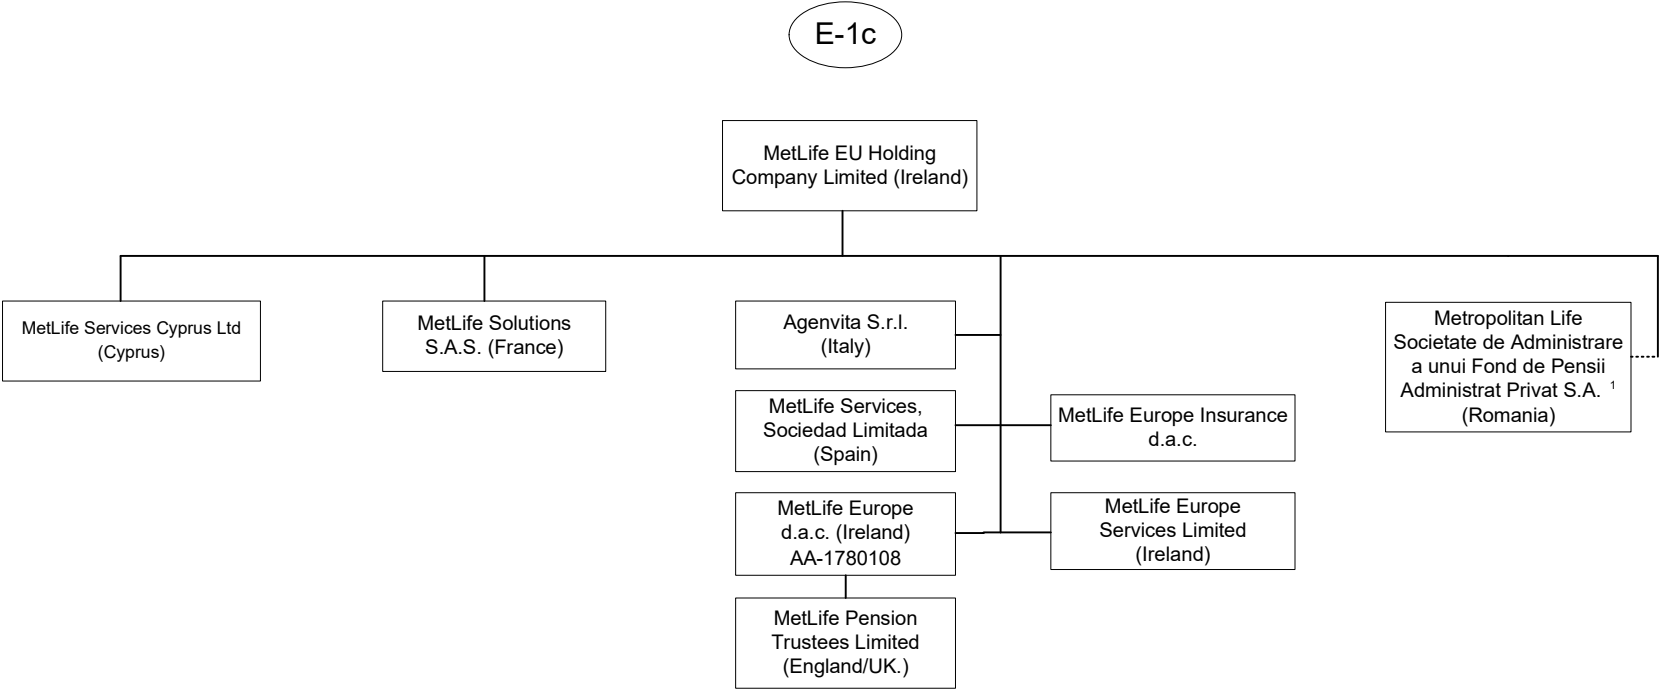 E-1c
MetLife EU Holding
Company Limited (Ireland)
MetLife Services Cyprus Ltd
(Cyprus)
MetLife Solutions
S.A.S. (France)
Agenvita S.r.l.
(Italy)
Metropolitan Life
Societate de Administrare
a unui Fond de Pensii
Administrat Privat S.A. 1
(Romania)
MetLife Services,
Sociedad Limitada
(Spain)
MetLife Europe Insurance
d.a.c.
MetLife Europe
d.a.c. (Ireland)
AA-1780108
MetLife Europe
Services Limited
(Ireland)
MetLife Pension
Trustees Limited
(England/UK.)